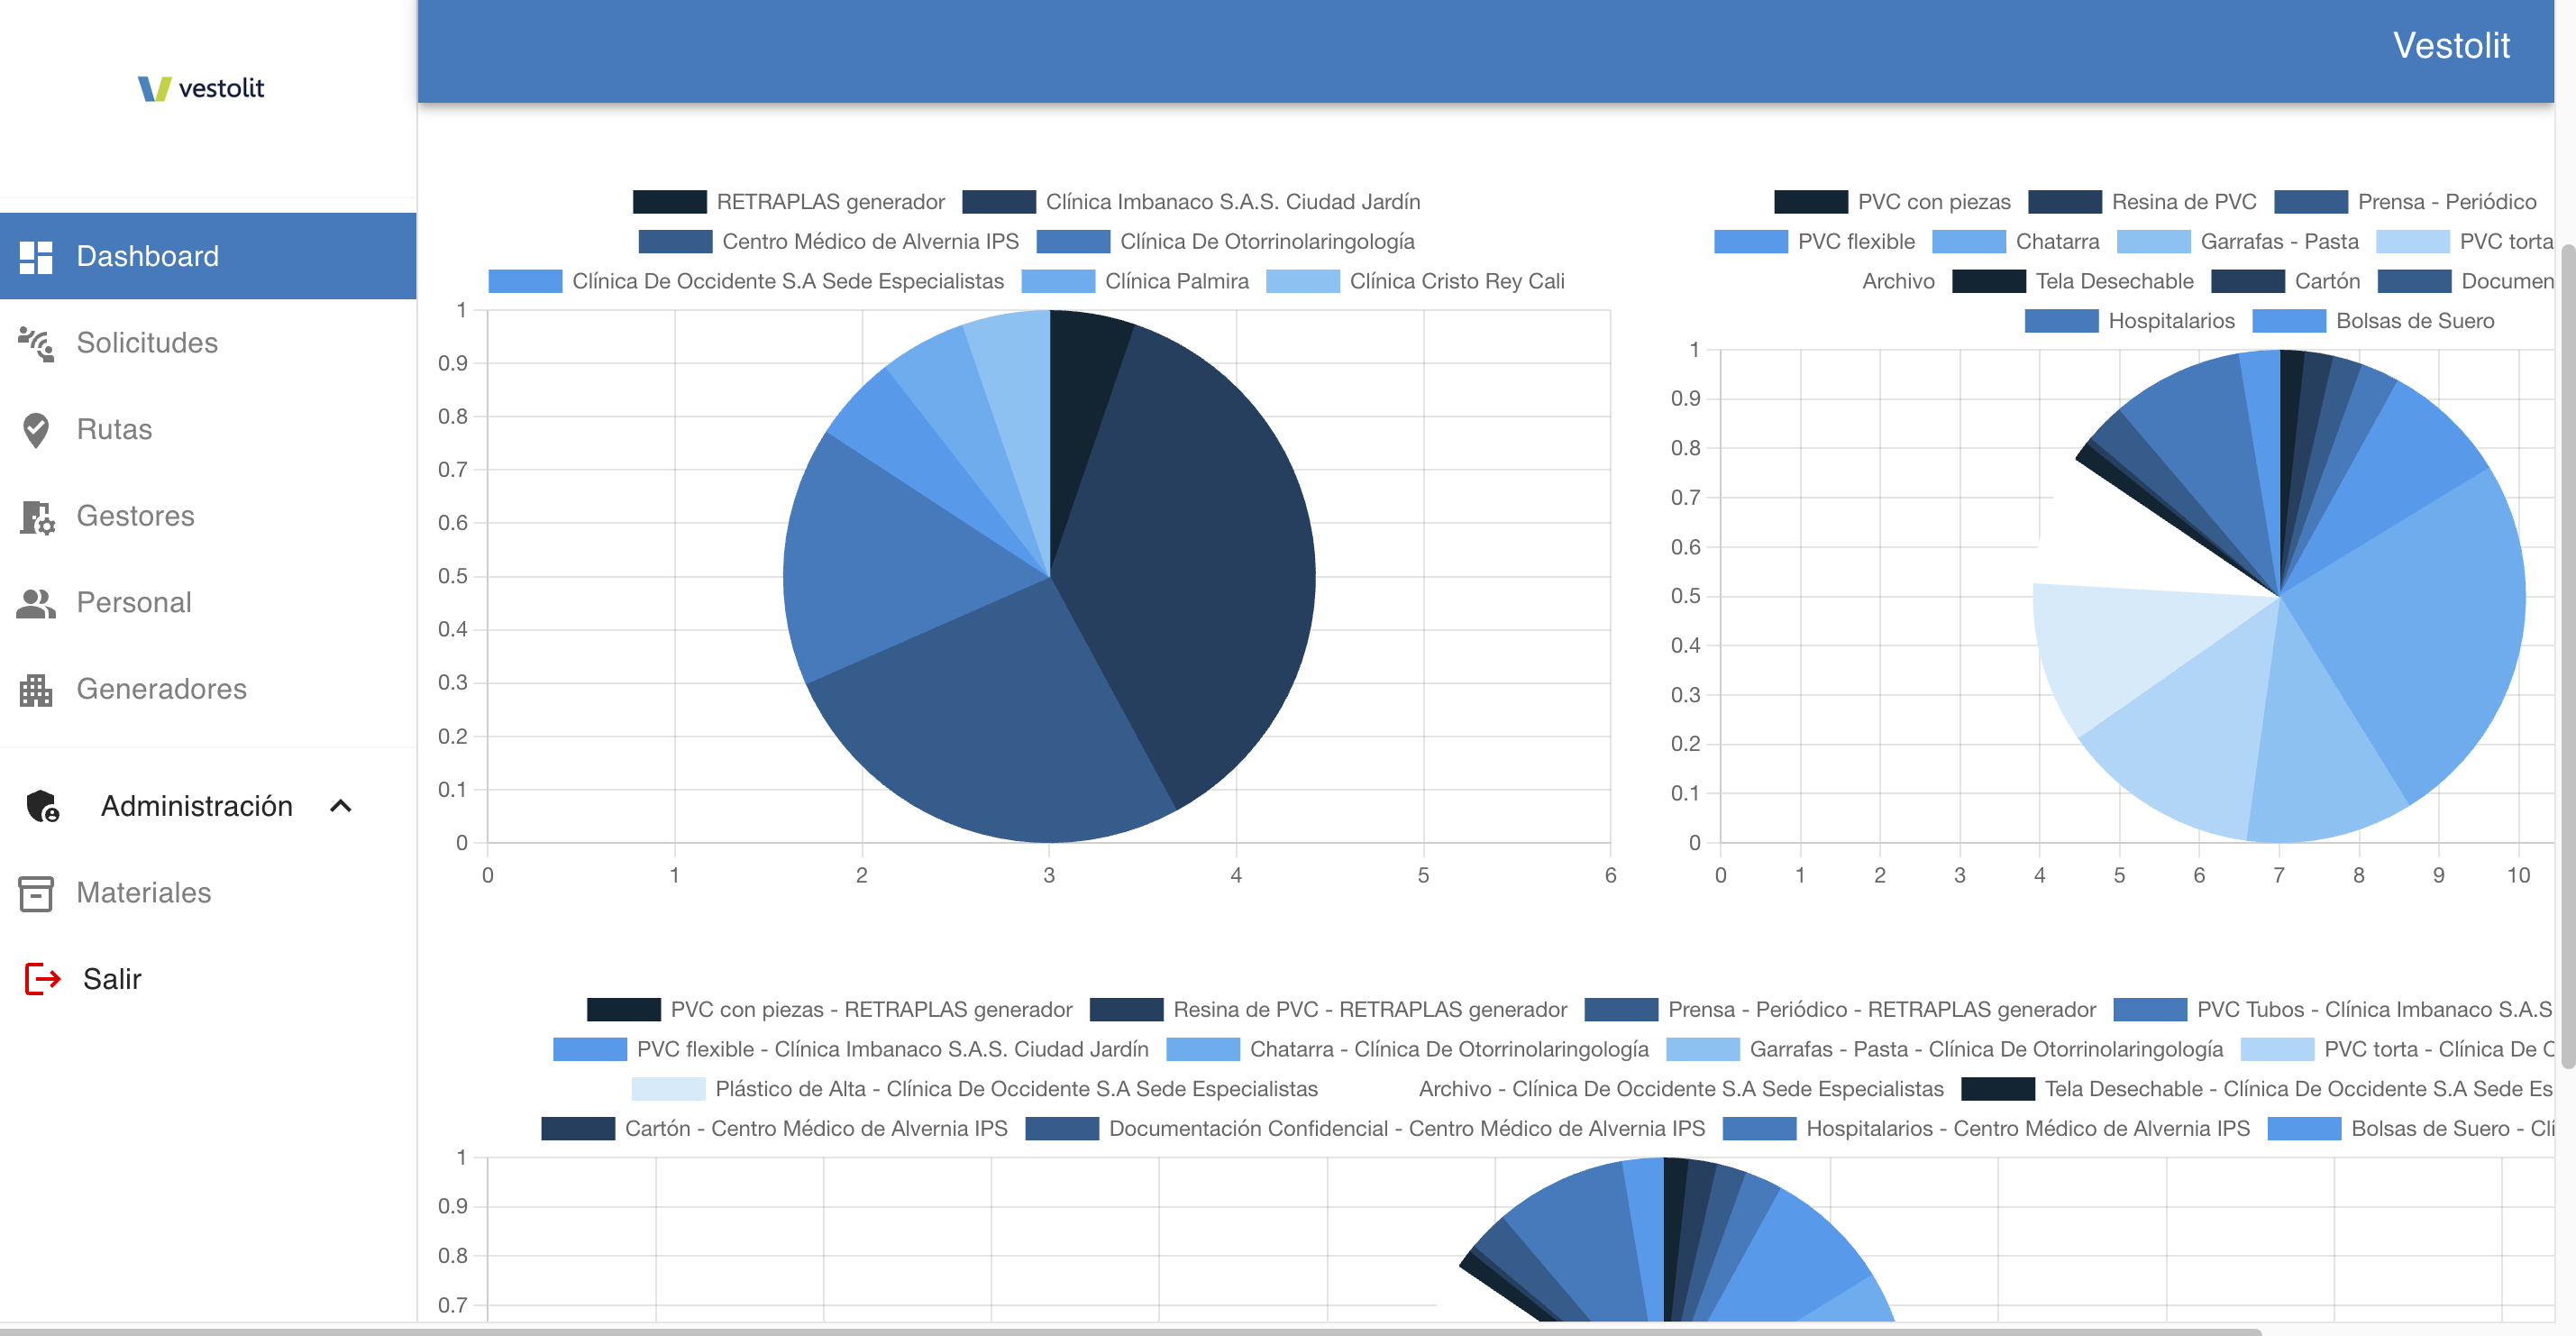 vestolit
Vestolit
Dashboard
Solicitudes
Rutas
Gestores
Personal
Generadores
Administración
Materiales
Salir
RETRAPLAS generador Clínica Imbanaco S.A.S. Ciudad Jardín
Centro Médico de Alvernia IPS Clínica De Otorrinolaringología
Clínica De Occidente S.A Sede Especialistas Clínica Palmira Clínica Cristo Rey Cali
1
0.9
0.8
0.7
0.6
0.5
0.4
0.3
0.2
0.1
0
0 1 2 3 4 5 6
PVC con piezas Resina de PVC Prensa - Periódico
PVC flexible Chatarra Garrafas - Pasta PVC torta
Archivo Tela Desechable Cartón Documen
Hospitalarios Bolsas de Suero
1
0.9
0.8
0.7
0.6
0.5
0.4
0.3
0.2
0.1
0
0 1 2 3 4 5 6 7 8 9 10
PVC con piezas - RETRAPLAS generador Resina de PVC - RETRAPLAS generador Prensa - Periódico - RETRAPLAS generador PVC Tubos - Clínica Imbanaco S.A.S
PVC flexible - Clínica Imbanaco S.A.S. Ciudad Jardín Chatarra - Clínica De Otorrinolaringología Garrafas - Pasta - Clínica De Otorrinolaringología PVC torta - Clínica De
Plástico de Alta - Clínica De Occidente S.A Sede Especialistas Archivo - Clínica De Occidente S.A Sede Especialistas Tela Desechable - Clínica De Occidente S.A Sede Es
Cartón - Centro Médico de Alvernia IPS Documentación Confidencial - Centro Médico de Alvernia IPS Hospitalarios - Centro Médico de Alvernia IPS Bolsas de Suero - Clí
1
0.9
0.8
0.7